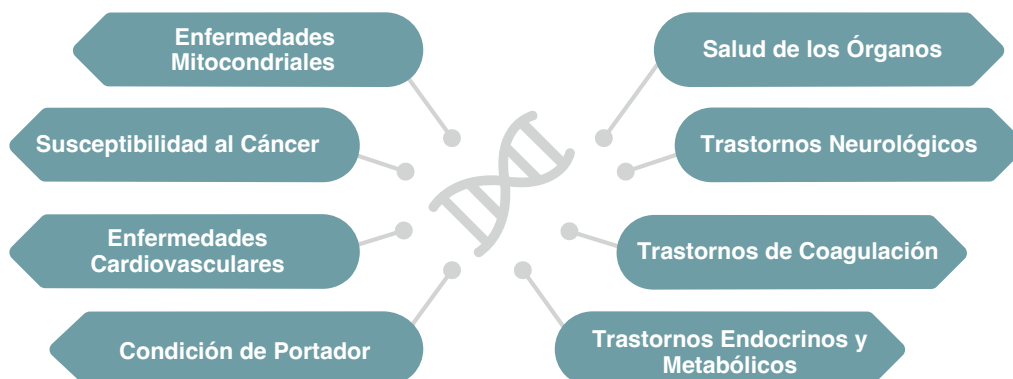 Enfermedades
Mitocondriales
Salud de los Órganos
Susceptibilidad al Cáncer
Trastornos Neurológicos
Enfermedades
Cardiovasculares
Trastornos de Coagulación
Condición de Portador
Trastornos Endocrinos y
Metabólicos